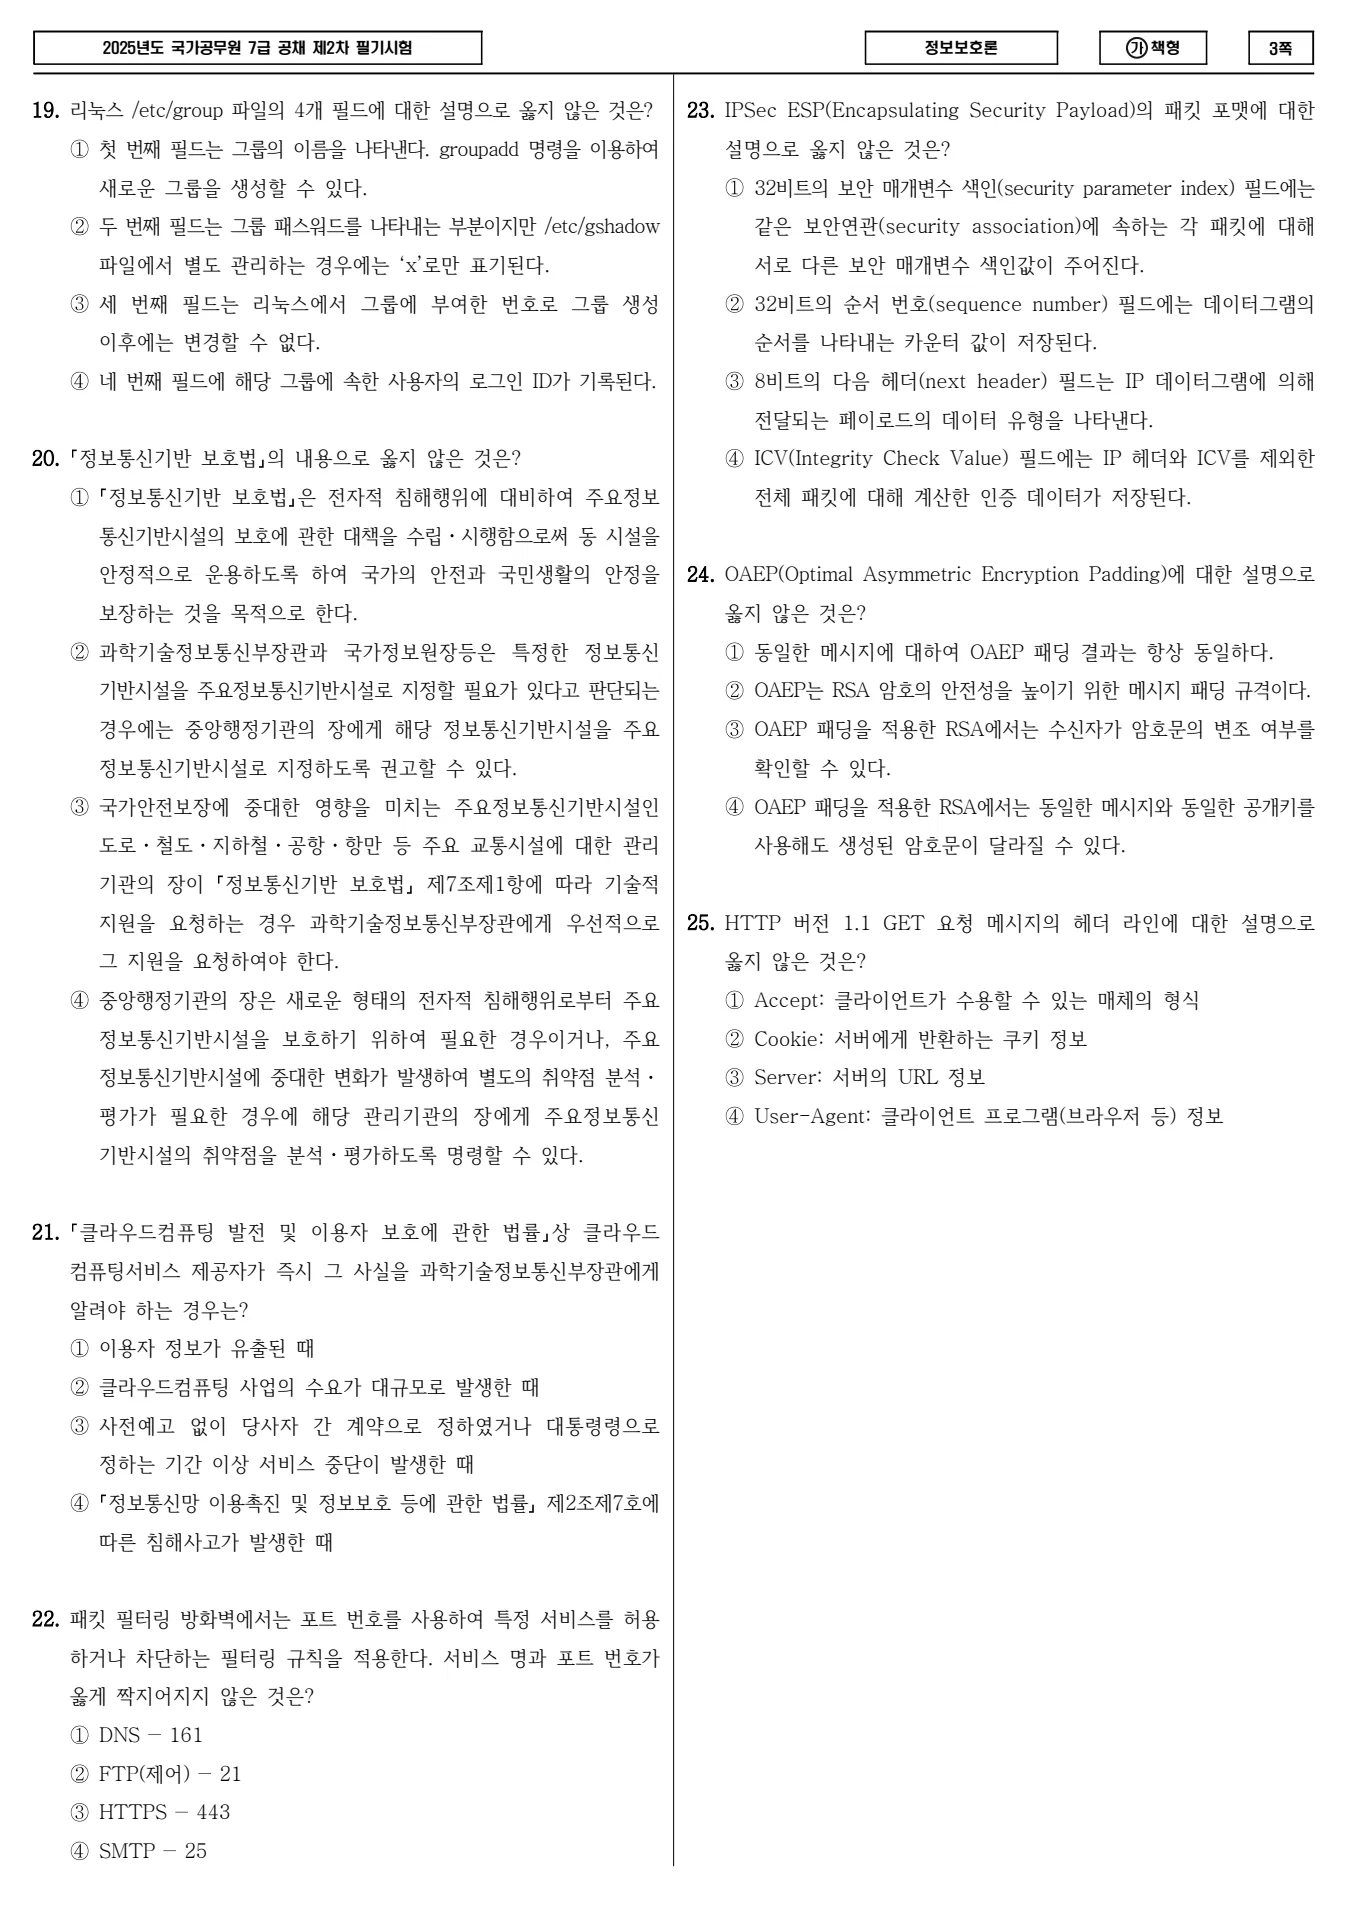 2025년도 국가공무원 7급 공채 제2차 필기시험
정보보호론
㉮책형
3쪽
19. 리눅스 /etc/group 파일의 4개 필드에 대한 설명으로 옳지 않은 것은?
① 첫 번째 필드는 그룹의 이름을 나타낸다. groupadd 명령을 이용하여
새로운 그룹을 생성할 수 있다.
② 두 번째 필드는 그룹 패스워드를 나타내는 부분이지만 /etc/gshadow
파일에서 별도 관리하는 경우에는 ‘x’로만 표기된다.
③ 세 번째 필드는 리눅스에서 그룹에 부여한 번호로 그룹 생성
이후에는 변경할 수 없다.
④ 네 번째 필드에 해당 그룹에 속한 사용자의 로그인 ID가 기록된다.
20. 「정보통신기반 보호법」의 내용으로 옳지 않은 것은?
① 「정보통신기반 보호법」은 전자적 침해행위에 대비하여 주요정보
통신기반시설의 보호에 관한 대책을 수립・시행함으로써 동 시설을
안정적으로 운용하도록 하여 국가의 안전과 국민생활의 안정을
보장하는 것을 목적으로 한다.
② 과학기술정보통신부장관과 국가정보원장등은 특정한 정보통신
기반시설을 주요정보통신기반시설로 지정할 필요가 있다고 판단되는
경우에는 중앙행정기관의 장에게 해당 정보통신기반시설을 주요
정보통신기반시설로 지정하도록 권고할 수 있다.
③ 국가안전보장에 중대한 영향을 미치는 주요정보통신기반시설인
도로・철도・지하철・공항・항만 등 주요 교통시설에 대한 관리
기관의 장이 「정보통신기반 보호법」 제7조제1항에 따라 기술적
지원을 요청하는 경우 과학기술정보통신부장관에게 우선적으로
그 지원을 요청하여야 한다.
④ 중앙행정기관의 장은 새로운 형태의 전자적 침해행위로부터 주요
정보통신기반시설을 보호하기 위하여 필요한 경우이거나, 주요
정보통신기반시설에 중대한 변화가 발생하여 별도의 취약점 분석・
평가가 필요한 경우에 해당 관리기관의 장에게 주요정보통신
기반시설의 취약점을 분석・평가하도록 명령할 수 있다.
21. 「클라우드컴퓨팅 발전 및 이용자 보호에 관한 법률」상 클라우드
컴퓨팅서비스 제공자가 즉시 그 사실을 과학기술정보통신부장관에게
알려야 하는 경우는?
① 이용자 정보가 유출된 때
② 클라우드컴퓨팅 사업의 수요가 대규모로 발생한 때
③ 사전예고 없이 당사자 간 계약으로 정하였거나 대통령령으로
정하는 기간 이상 서비스 중단이 발생한 때
④ 「정보통신망 이용촉진 및 정보보호 등에 관한 법률」 제2조제7호에
따른 침해사고가 발생한 때
22. 패킷 필터링 방화벽에서는 포트 번호를 사용하여 특정 서비스를 허용
하거나 차단하는 필터링 규칙을 적용한다. 서비스 명과 포트 번호가
옳게 짝지어지지 않은 것은?
① DNS － 161
② FTP(제어) － 21
③ HTTPS － 443
④ SMTP － 25
23. IPSec ESP(Encapsulating Security Payload)의 패킷 포맷에 대한
설명으로 옳지 않은 것은?
① 32비트의 보안 매개변수 색인(security parameter index) 필드에는
같은 보안연관(security association)에 속하는 각 패킷에 대해
서로 다른 보안 매개변수 색인값이 주어진다.
② 32비트의 순서 번호(sequence number) 필드에는 데이터그램의
순서를 나타내는 카운터 값이 저장된다.
③ 8비트의 다음 헤더(next header) 필드는 IP 데이터그램에 의해
전달되는 페이로드의 데이터 유형을 나타낸다.
④ ICV(Integrity Check Value) 필드에는 IP 헤더와 ICV를 제외한
전체 패킷에 대해 계산한 인증 데이터가 저장된다.
24. OAEP(Optimal Asymmetric Encryption Padding)에 대한 설명으로
옳지 않은 것은?
① 동일한 메시지에 대하여 OAEP 패딩 결과는 항상 동일하다.
② OAEP는 RSA 암호의 안전성을 높이기 위한 메시지 패딩 규격이다.
③ OAEP 패딩을 적용한 RSA에서는 수신자가 암호문의 변조 여부를
확인할 수 있다.
④ OAEP 패딩을 적용한 RSA에서는 동일한 메시지와 동일한 공개키를
사용해도 생성된 암호문이 달라질 수 있다.
25. HTTP 버전 1.1 GET 요청 메시지의 헤더 라인에 대한 설명으로
옳지 않은 것은?
① Accept: 클라이언트가 수용할 수 있는 매체의 형식
② Cookie: 서버에게 반환하는 쿠키 정보
③ Server: 서버의 URL 정보
④ User-Agent: 클라이언트 프로그램(브라우저 등) 정보